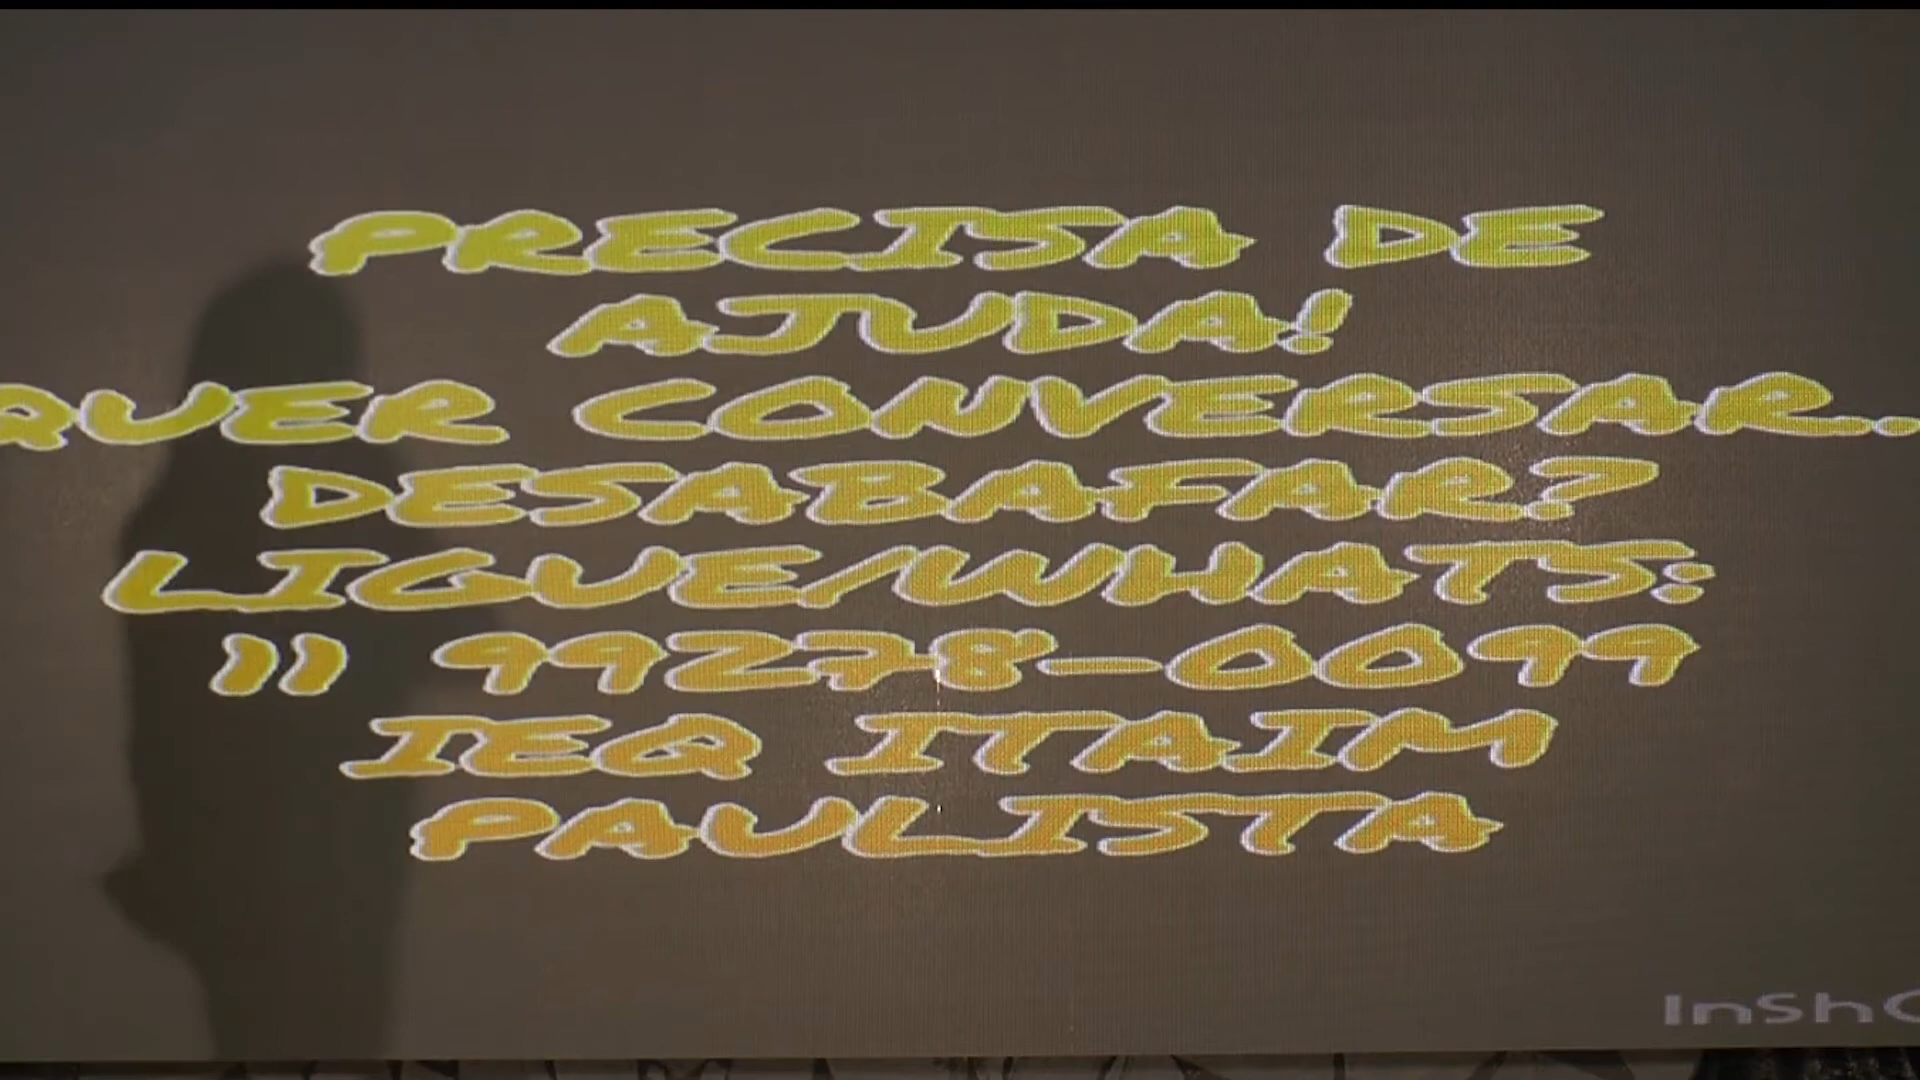 PRECISA DE
AJUDA!
QUER CONVERSAR..
DESABAFAR?
LIGUE/WHATS:
11 99278-0099
IEQ ITAIM
PAULISTA